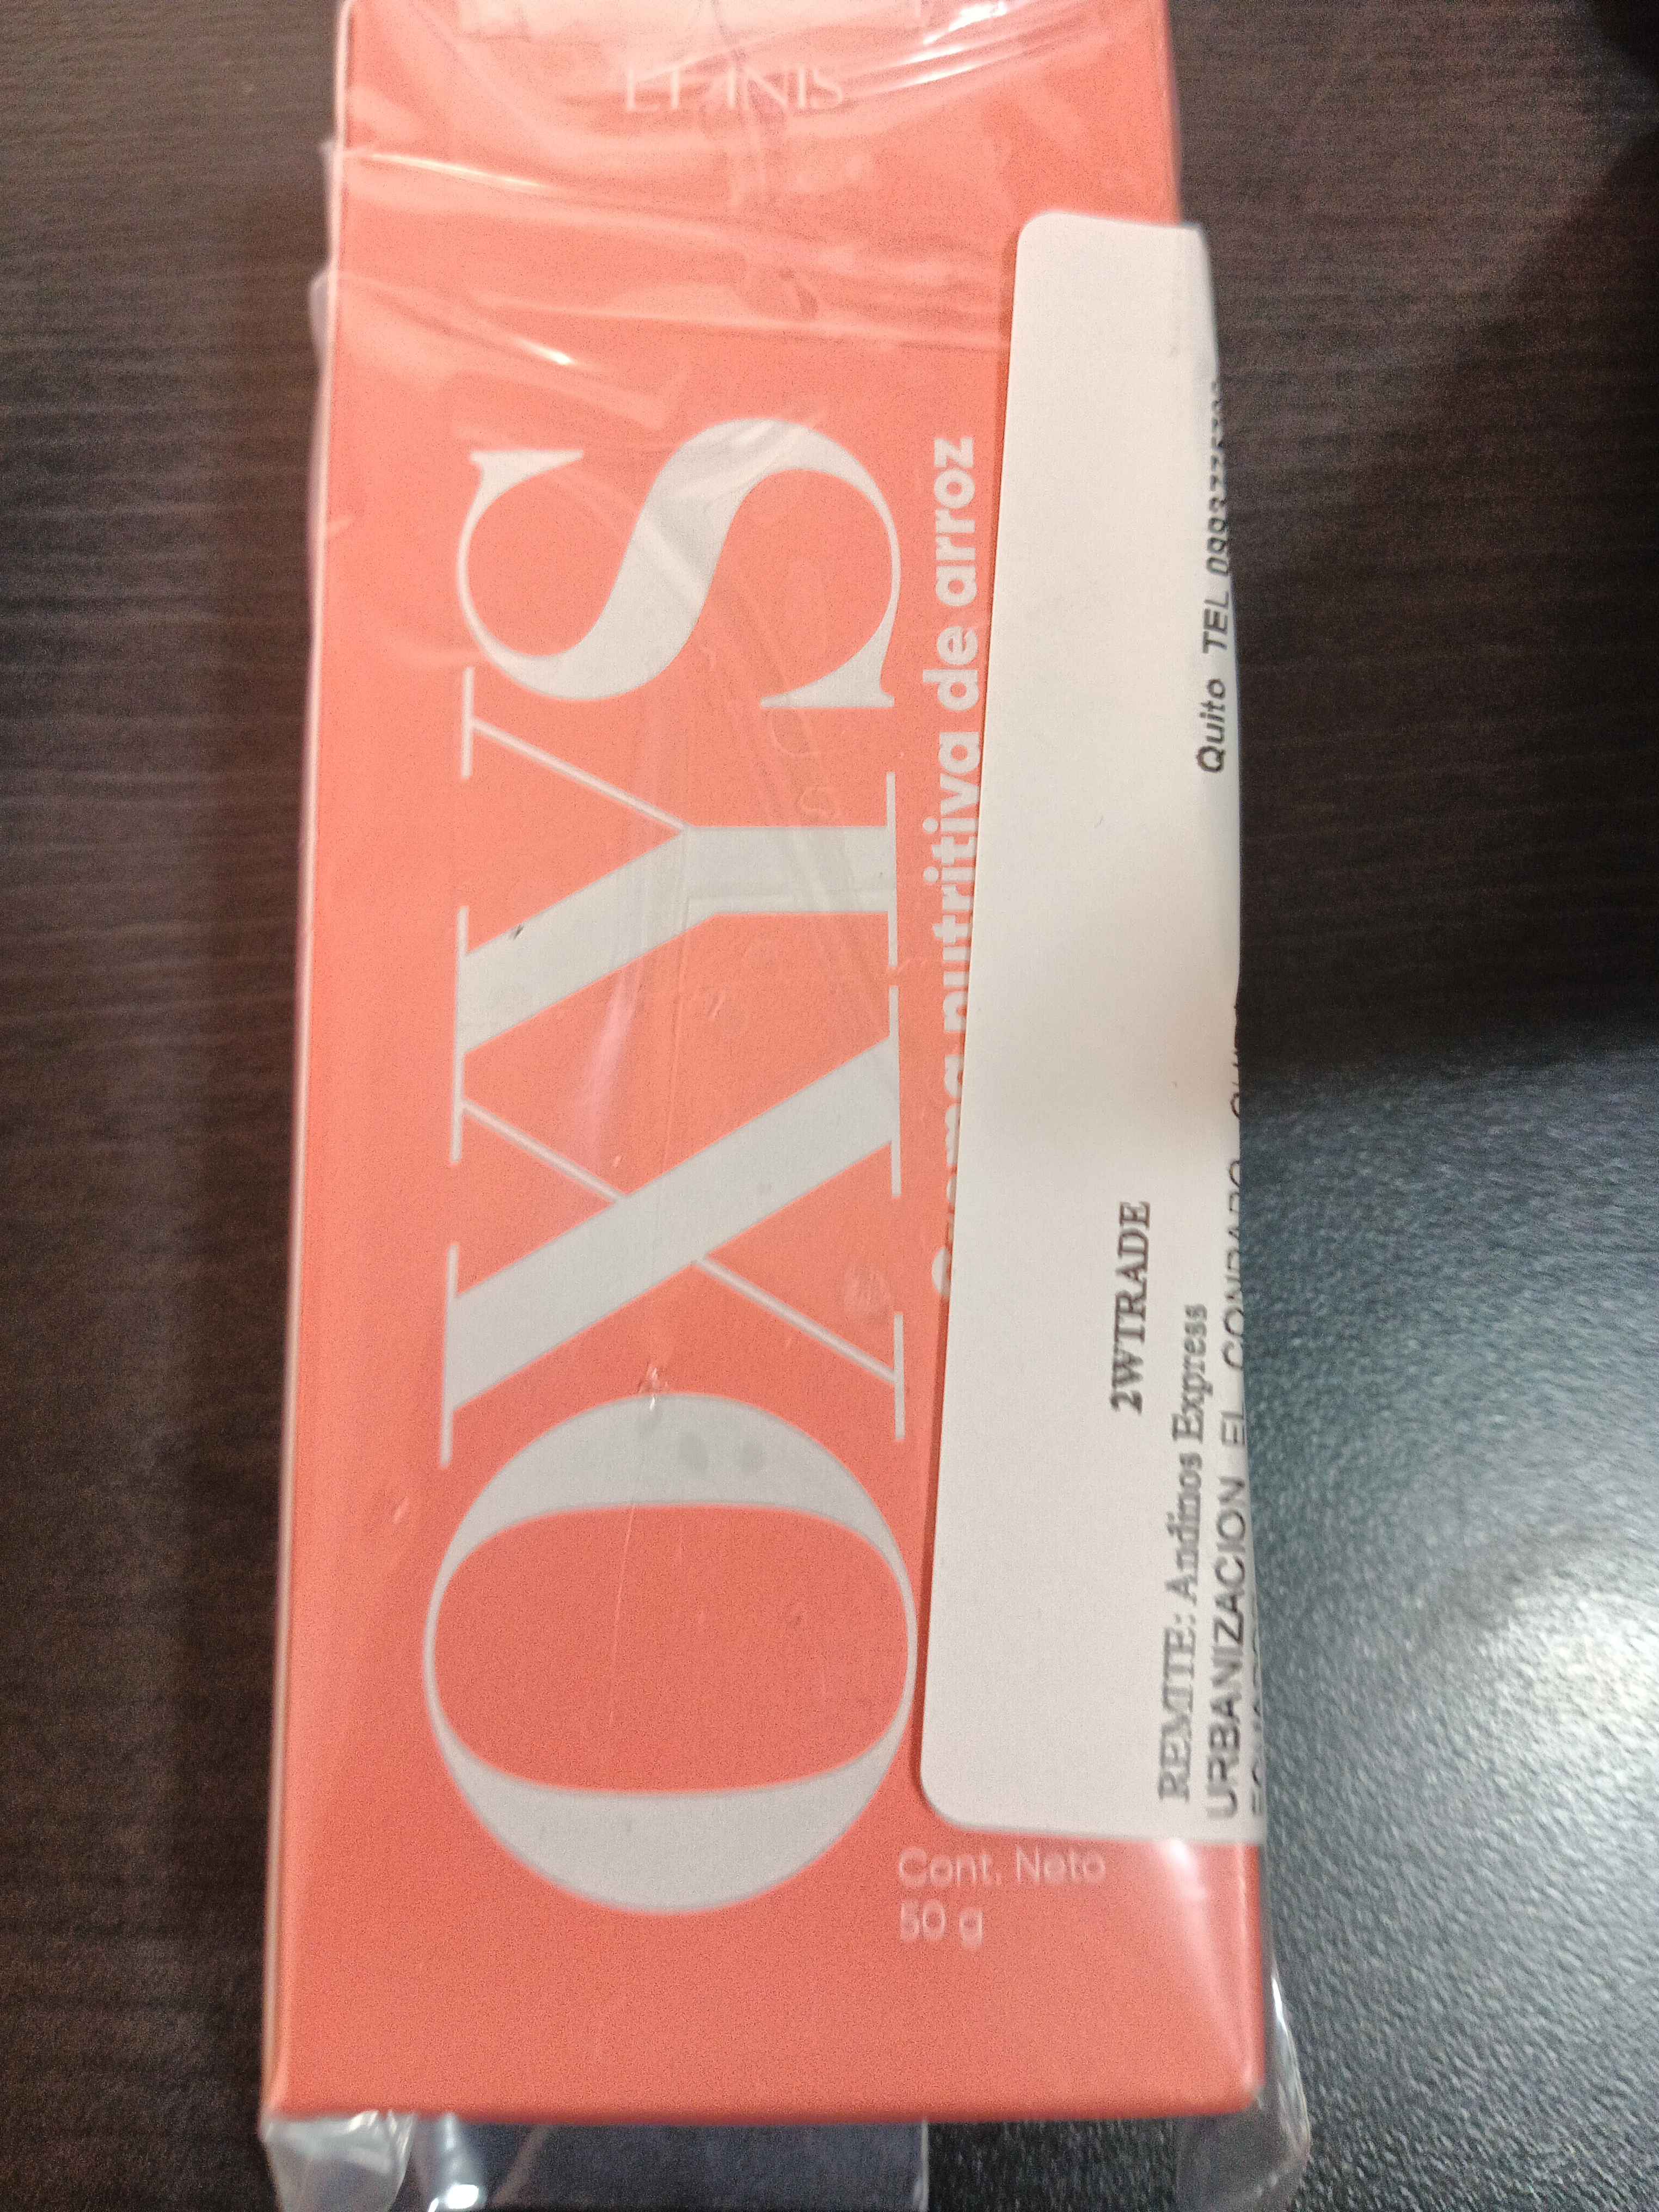 OXYS
nutritiva de arroz
Cont. Neto
50 g
2WTRADE
REMITE: Andinos Express
URBANIZACION EL CONDADO
Quito TEL